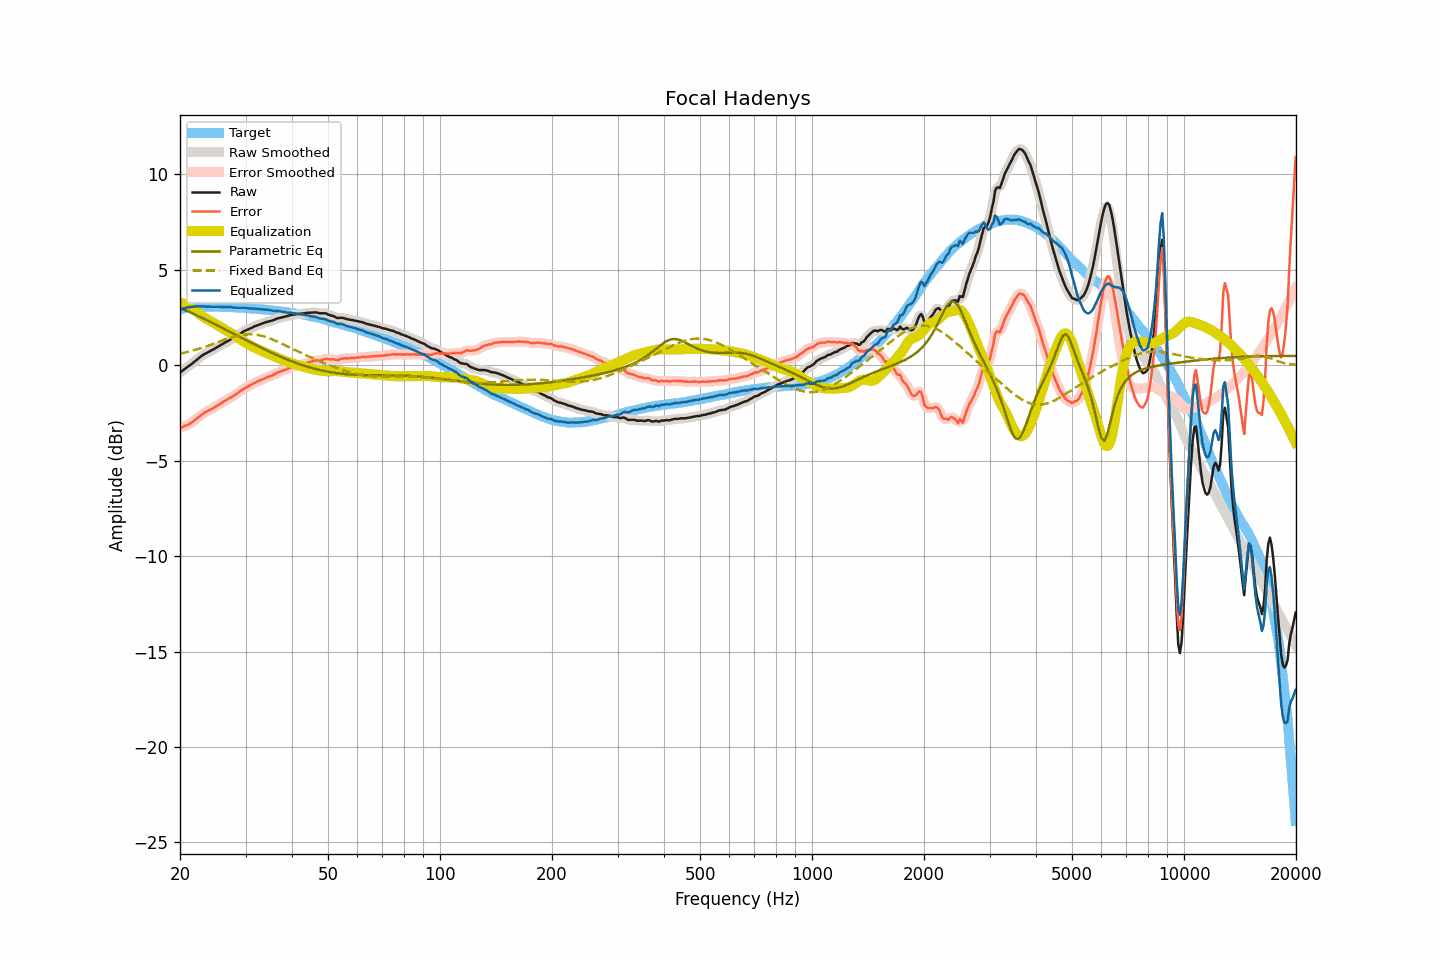 Focal Hadenys
Target
Raw Smoothed
Error Smoothed
Raw
Error
Equalization
Parametric Eq
Fixed Band Eq
Equalized
10
5
0
−5
−10
−15
−20
−25
Amplitude (dBr)
20 50 100 200 500 1000 2000 5000 10000 20000
Frequency (Hz)